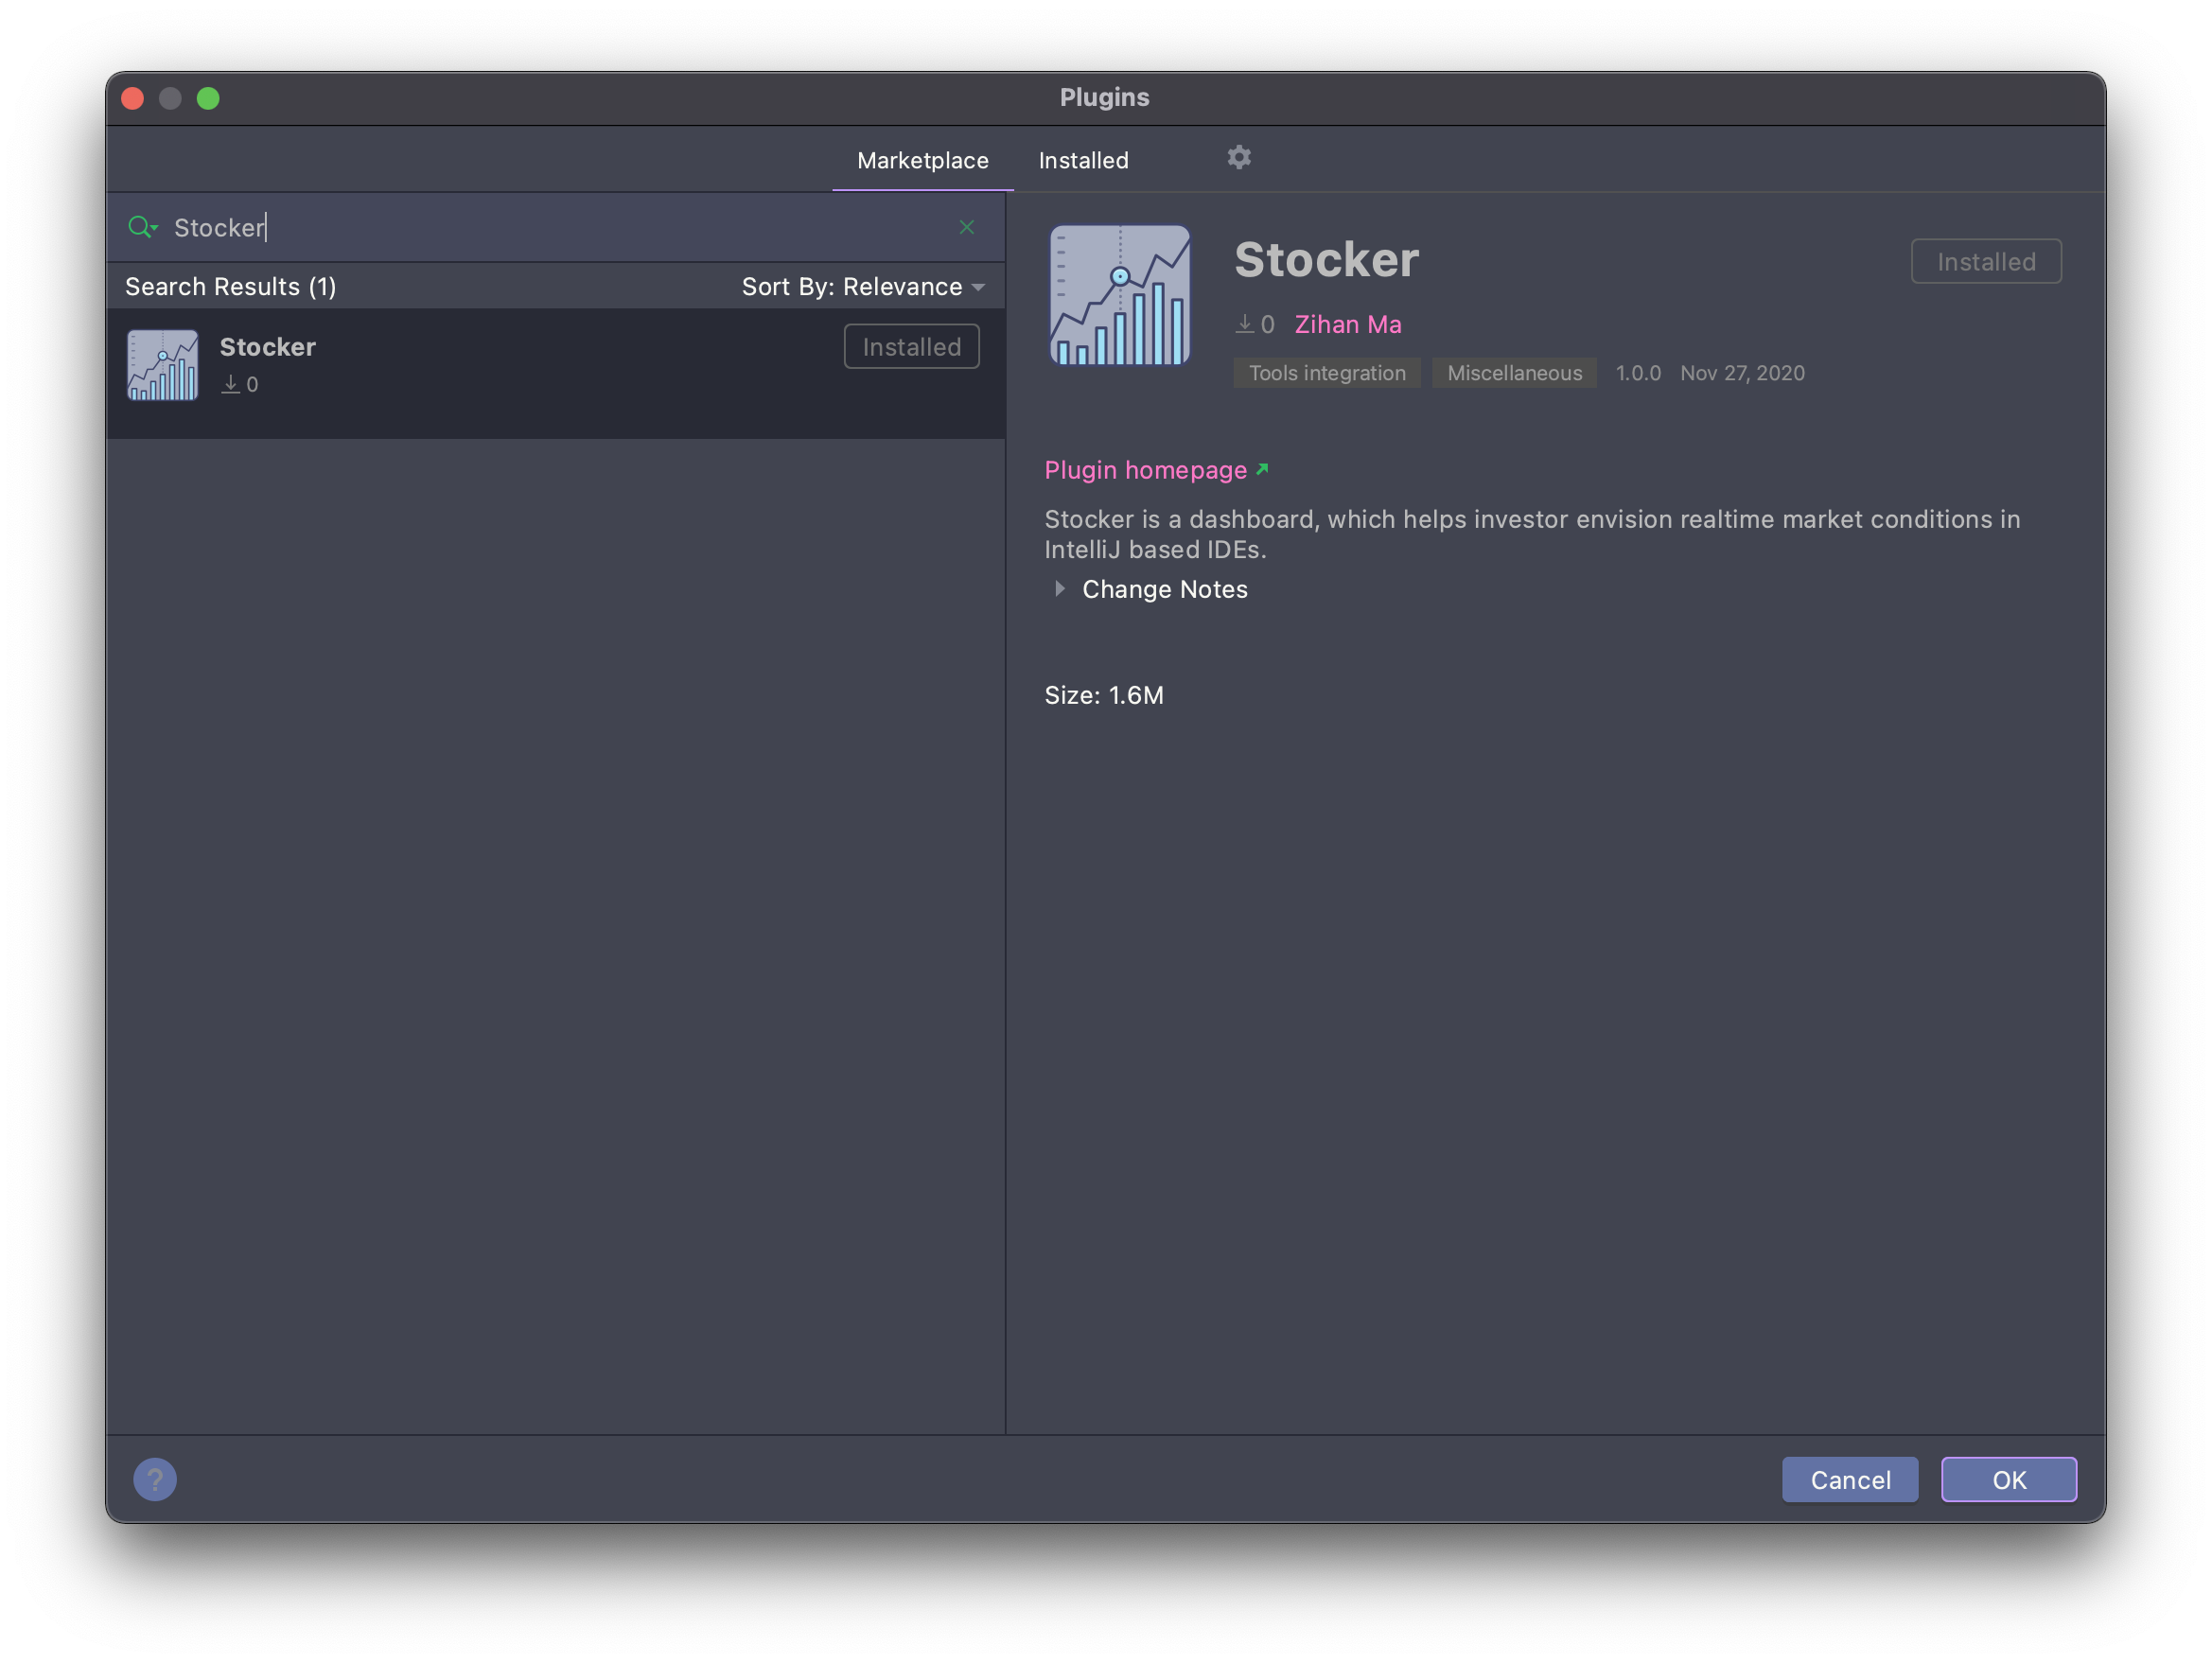 Plugins
Marketplace Installed
Stocker
Search Results (1) Sort By: Relevance
Stocker Installed
0
Stocker Installed
0 Zihan Ma
Tools integration Miscellaneous 1.0.0 Nov 27, 2020
Plugin homepage
Stocker is a dashboard, which helps investor envision realtime market conditions in
IntelliJ based IDEs.
Change Notes
Size: 1.6M
? Cancel OK